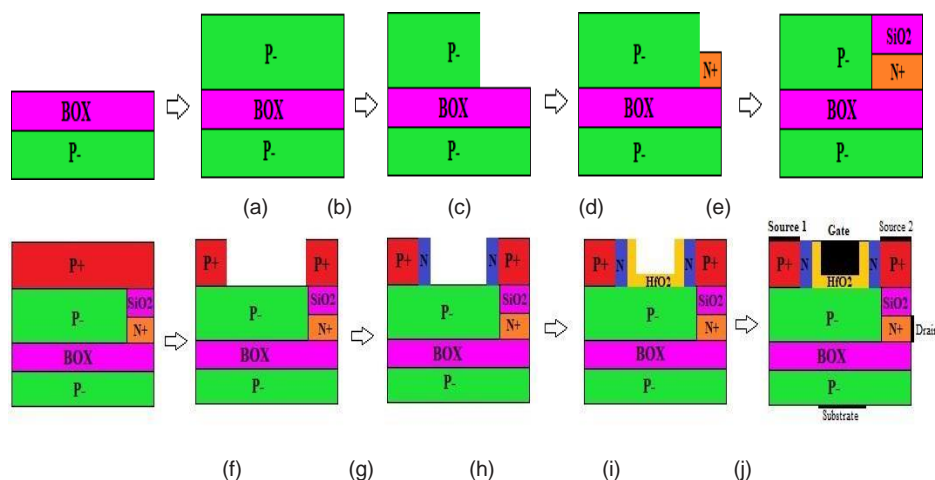 P-
BOX
P-
P-
BOX
P-
P-
BOX
P-
P-
N+
BOX
P-
P-
SiO2
N+
BOX
P-
(a)
(b)
(c)
(d)
(e)
P+
P-
SiO2
N+
BOX
P-
P+
P+
P-
SiO2
N+
BOX
P-
P+
N
N
P+
P-
SiO2
N+
BOX
P-
P+
N
N
P+
HfO2
P-
SiO2
N+
BOX
P-
Source 1
Gate
Source 2
P+
N
N
P+
HfO2
P-
SiO2
N+
Drain
BOX
P-
Substrate
(f)
(g)
(h)
(i)
(j)